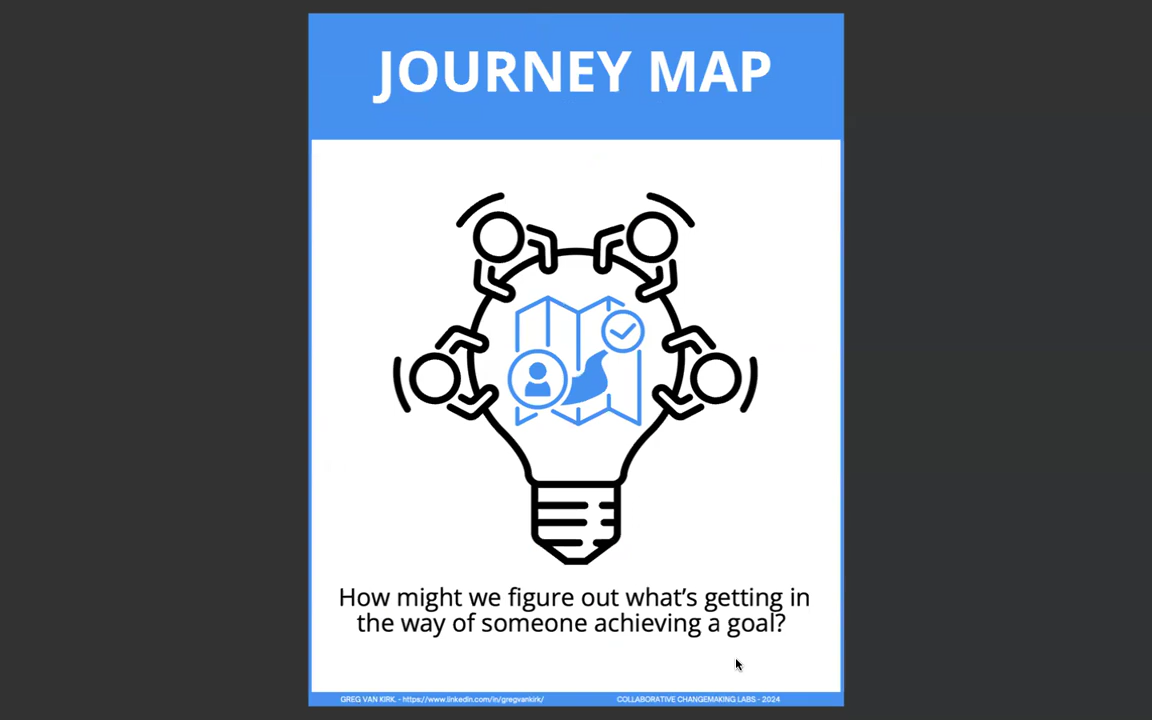 JOURNEY MAP
How might we figure out what's getting in
the way of someone achieving a goal?
GREG VAN KIRK. - https://www.linkedin.com/in/gregvankirk/
COLLABORATIVE CHANGEMAKING LABS - 2024